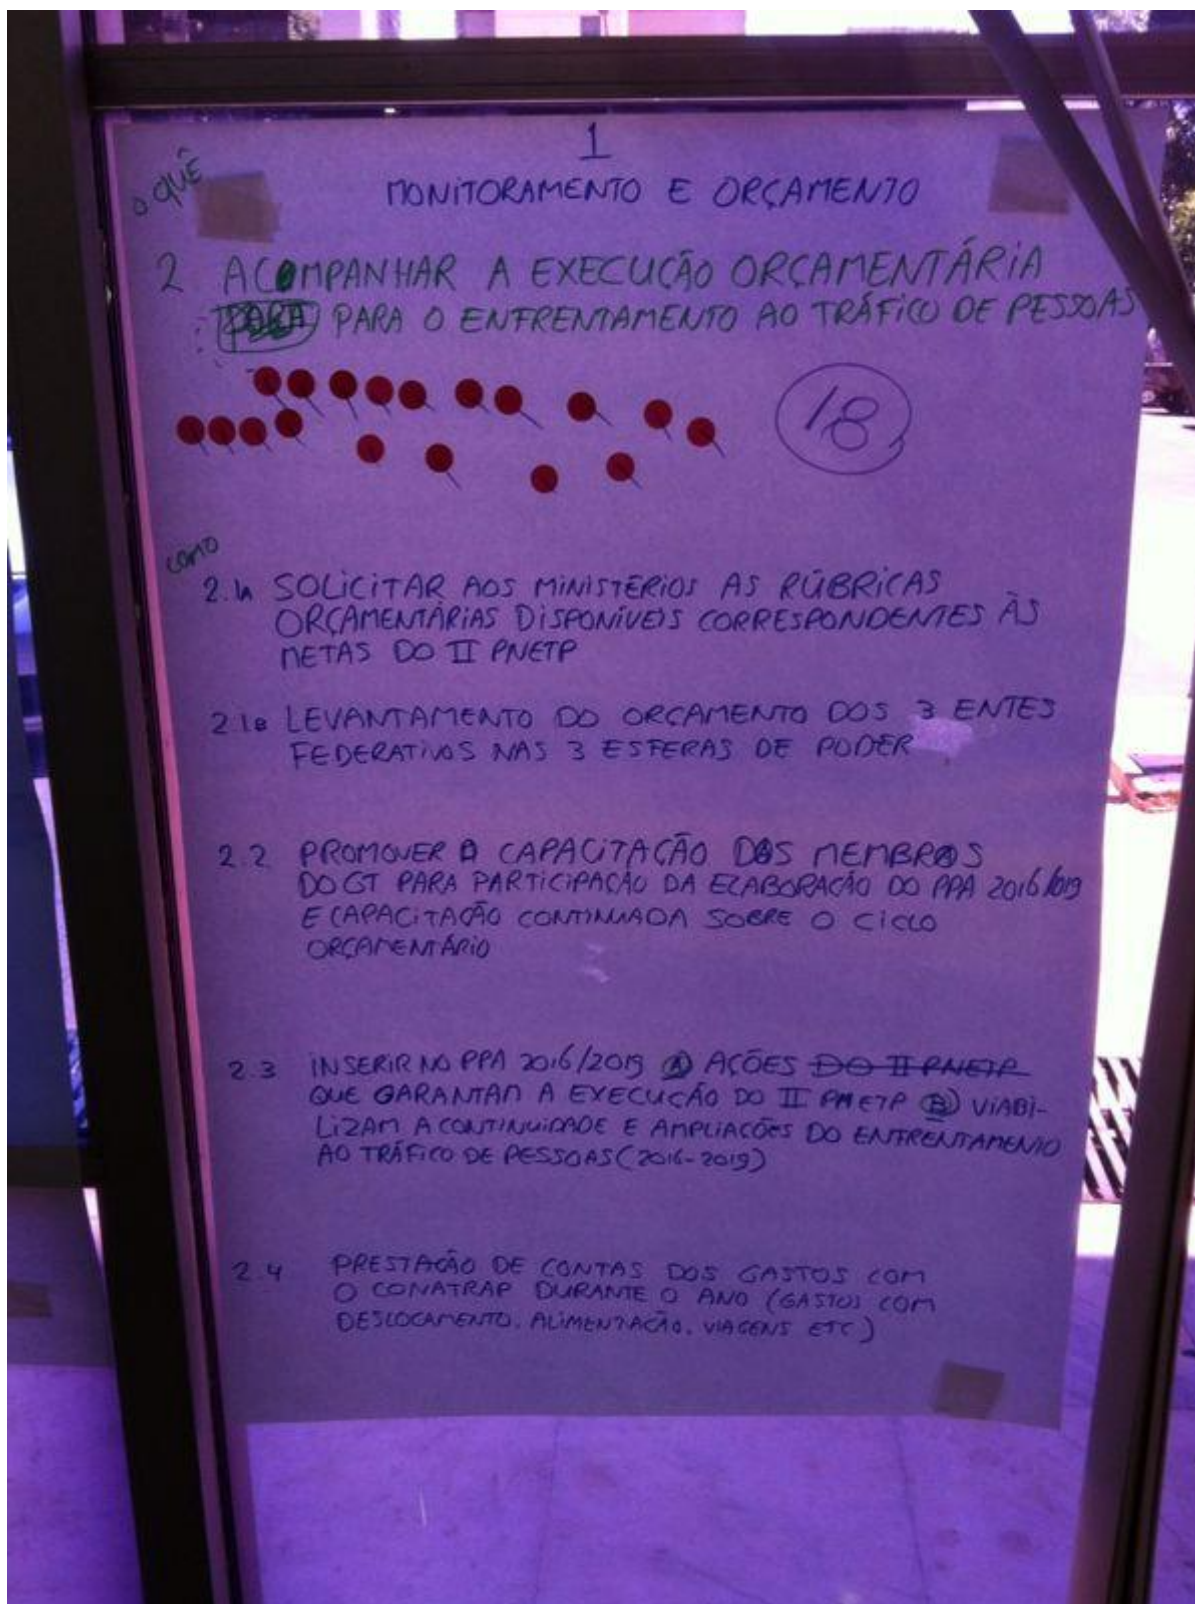 1
O QUÊ
MONITORAMENTO E ORÇAMENTO
2 ACOMPANHAR A EXECUÇÃO ORÇAMENTÁRIA
PARA O ENFRENTAMENTO AO TRÁFICO DE PESSOAS
18
COMO
2.1A SOLICITAR AOS MINISTÉRIOS AS RÚBRICAS
ORÇAMENTÁRIAS DISPONÍVEIS CORRESPONDENTES ÀS
METAS DO II PNETP
2.1B LEVANTAMENTO DO ORÇAMENTO DOS 3 ENTES
FEDERATIVOS NAS 3 ESFERAS DE PODER
2.2 PROMOVER A CAPACITAÇÃO DOS MEMBROS
DO GT PARA PARTICIPAÇÃO DA ELABORAÇÃO DO PPA 2016/2019
E CAPACITAÇÃO CONTINUADA SOBRE O CICLO
ORÇAMENTÁRIO
2.3 INSERIR NO PPA 2016/2019 A AÇÕES DO II PNETP
QUE GARANTAM A EXECUÇÃO DO II PNETP B VIABI-
LIZAM A CONTINUIDADE E AMPLIAÇÕES DO ENFRENTAMENTO
AO TRÁFICO DE PESSOAS (2016-2019)
2.4 PRESTAÇÃO DE CONTAS DOS GASTOS COM
O CONATRAP DURANTE O ANO (GASTOS COM
DESLOCAMENTO, ALIMENTAÇÃO, VIAGENS ETC)